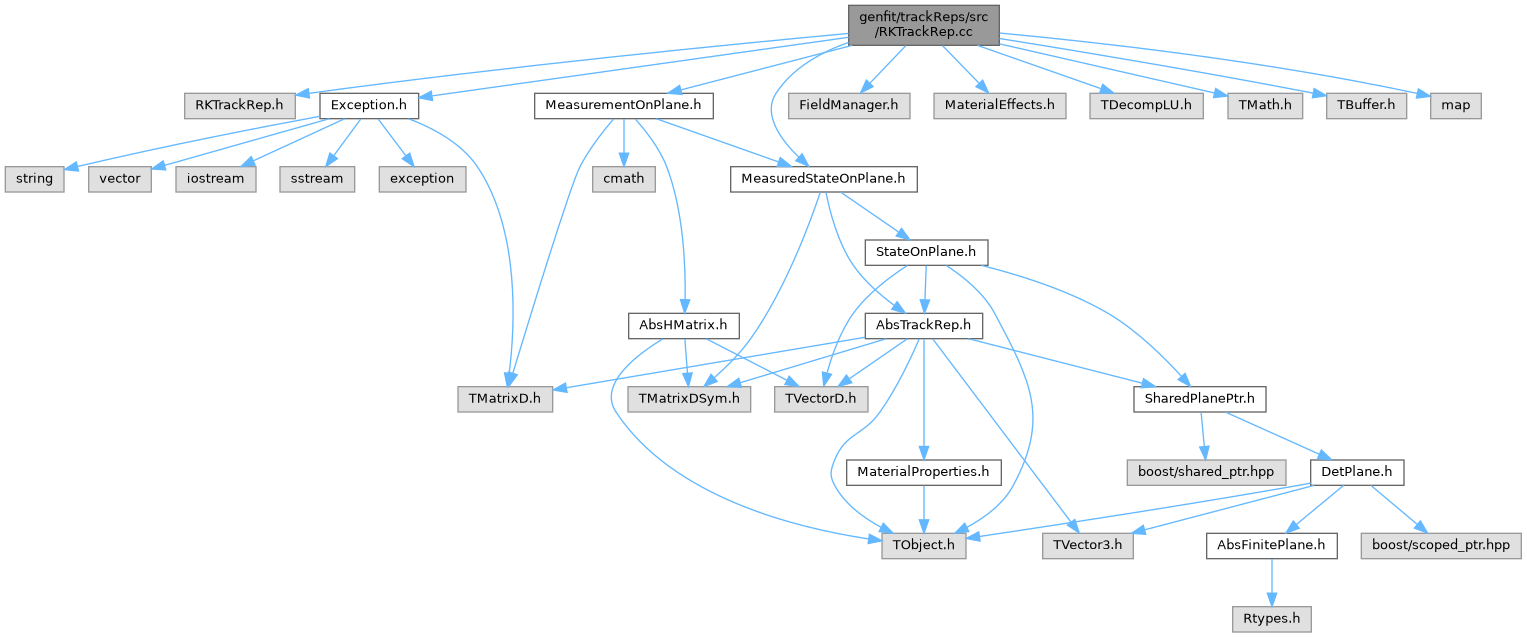 genfit/trackReps/src
/RKTrackRep.cc
RKTrackRep.h
Exception.h
MeasurementOnPlane.h
FieldManager.h
MaterialEffects.h
TDecompLU.h
TMath.h
TBuffer.h
map
string
vector
iostream
sstream
exception
cmath
MeasuredStateOnPlane.h
StateOnPlane.h
AbsHMatrix.h
AbsTrackRep.h
TMatrixD.h
TMatrixDSym.h
TVectorD.h
SharedPlanePtr.h
MaterialProperties.h
boost/shared_ptr.hpp
DetPlane.h
TObject.h
TVector3.h
AbsFinitePlane.h
boost/scoped_ptr.hpp
Rtypes.h